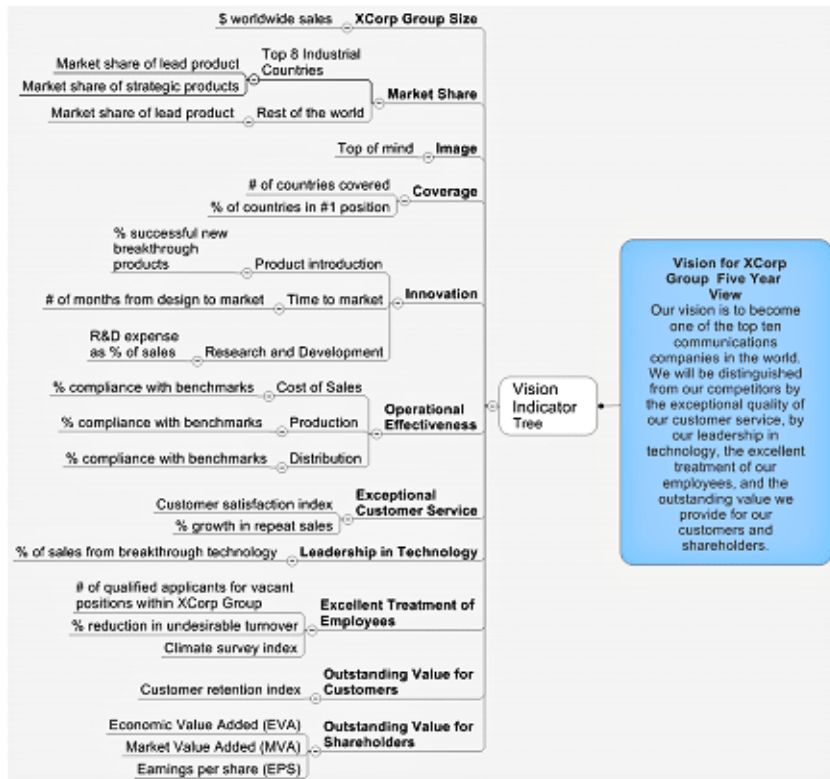 $ worldwide sales
XCorp Group Size
Market share of lead product
Market share of strategic products
Top 8 Industrial
Countries
Market share of lead product
Rest of the world
Market Share
Top of mind
Image
# of countries covered
% of countries in #1 position
Coverage
% successful new
breakthrough
products
Product introduction
# of months from design to market
Time to market
R&D expense
as % of sales
Research and Development
Innovation
% compliance with benchmarks
Cost of Sales
% compliance with benchmarks
Production
% compliance with benchmarks
Distribution
Operational
Effectiveness
Customer satisfaction index
% growth in repeat sales
Exceptional
Customer Service
% of sales from breakthrough technology
Leadership in Technology
# of qualified applicants for vacant
positions within XCorp Group
% reduction in undesirable turnover
Climate survey index
Excellent Treatment of
Employees
Customer retention index
Outstanding Value for
Customers
Economic Value Added (EVA)
Market Value Added (MVA)
Earnings per share (EPS)
Outstanding Value for
Shareholders
Vision
Indicator
Tree
Vision for XCorp
Group Five Year
View
Our vision is to become
one of the top ten
communications
companies in the world.
We will be distinguished
from our competitors by
the exceptional quality of
our customer service, by
our leadership in
technology, the excellent
treatment of our
employees, and the
outstanding value we
provide for our
customers and
shareholders.